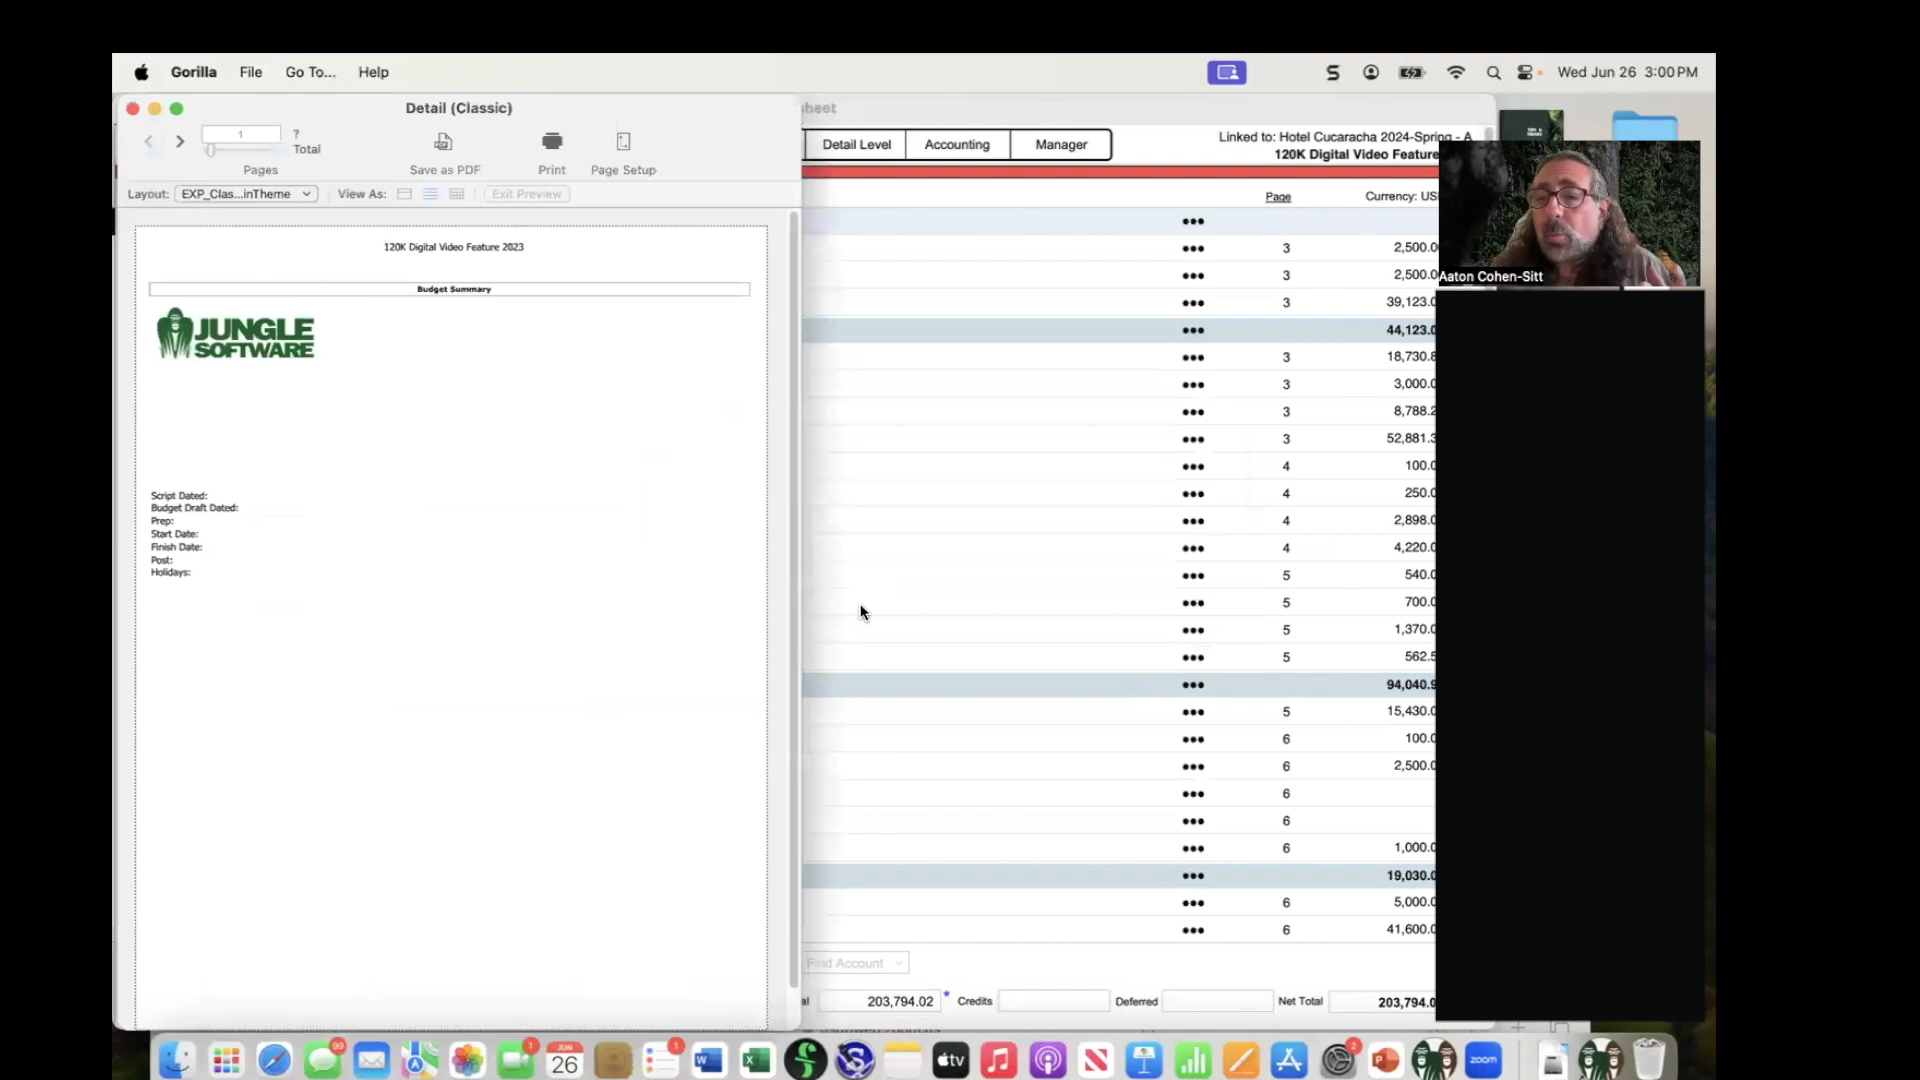 Gorilla File Go To... Help Wed Jun 26 3:00 PM
Detail (Classic)
1 ? Total
Pages Save as PDF Print Page Setup
Layout: EXP_Clas...inTheme View As: Exit Preview
120K Digital Video Feature 2023
Budget Summary
JUNGLE
SOFTWARE
Script Dated:
Budget Draft Dated:
Prep:
Start Date:
Finish Date:
Post:
Holidays:
heet
Detail Level Accounting Manager
Linked to: Hotel Cucaracha 2024-Spring - A
120K Digital Video Feature
Page Currency: US
•••
••• 3 2,500.0
••• 3 2,500.0
••• 3 39,123.0
••• 44,123.0
••• 3 18,730.8
••• 3 3,000.0
••• 3 8,788.2
••• 3 52,881.3
••• 4 100.0
••• 4 250.0
••• 4 2,898.0
••• 4 4,220.0
••• 5 540.0
••• 5 700.0
••• 5 1,370.0
••• 5 562.5
••• 94,040.9
••• 5 15,430.0
••• 6 100.0
••• 6 2,500.0
••• 6
••• 6
••• 6 1,000.0
••• 19,030.0
••• 6 5,000.0
••• 6 41,600.0
Find Account
al 203,794.02 * Credits Deferred Net Total 203,794.0
Aaton Cohen-Sitt
99 1 JUN 26 1 tv 2 zoom